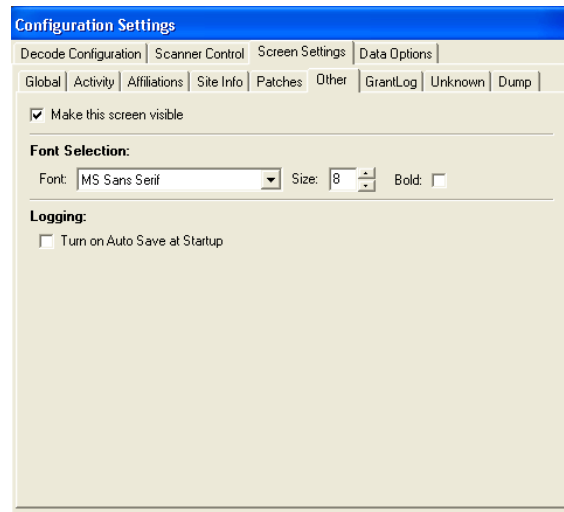 Configuration Settings
Decode Configuration Scanner Control Screen Settings Data Options
Global Activity Affiliations Site Info Patches Other GrantLog Unknown Dump
Make this screen visible
Font Selection:
Font: MS Sans Serif Size: 8 Bold:
Logging:
Turn on Auto Save at Startup